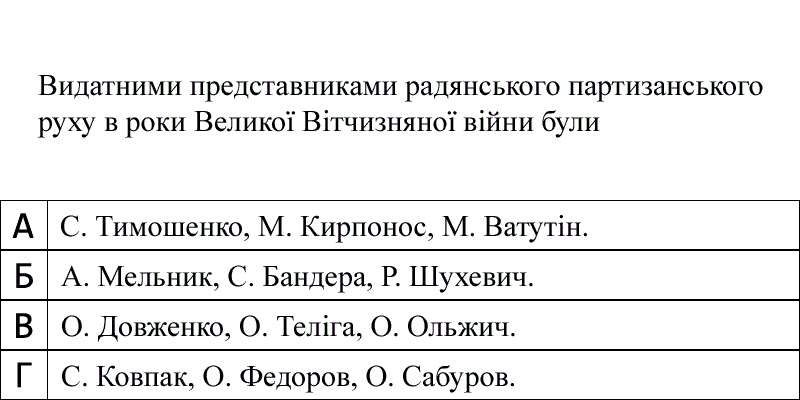 Видатними представниками радянського партизанського
руху в роки Великої Вітчизняної війни були
А С. Тимошенко, М. Кирпонос, М. Ватутін.
Б А. Мельник, С. Бандера, Р. Шухевич.
В О. Довженко, О. Теліга, О. Ольжич.
Г С. Ковпак, О. Федоров, О. Сабуров.